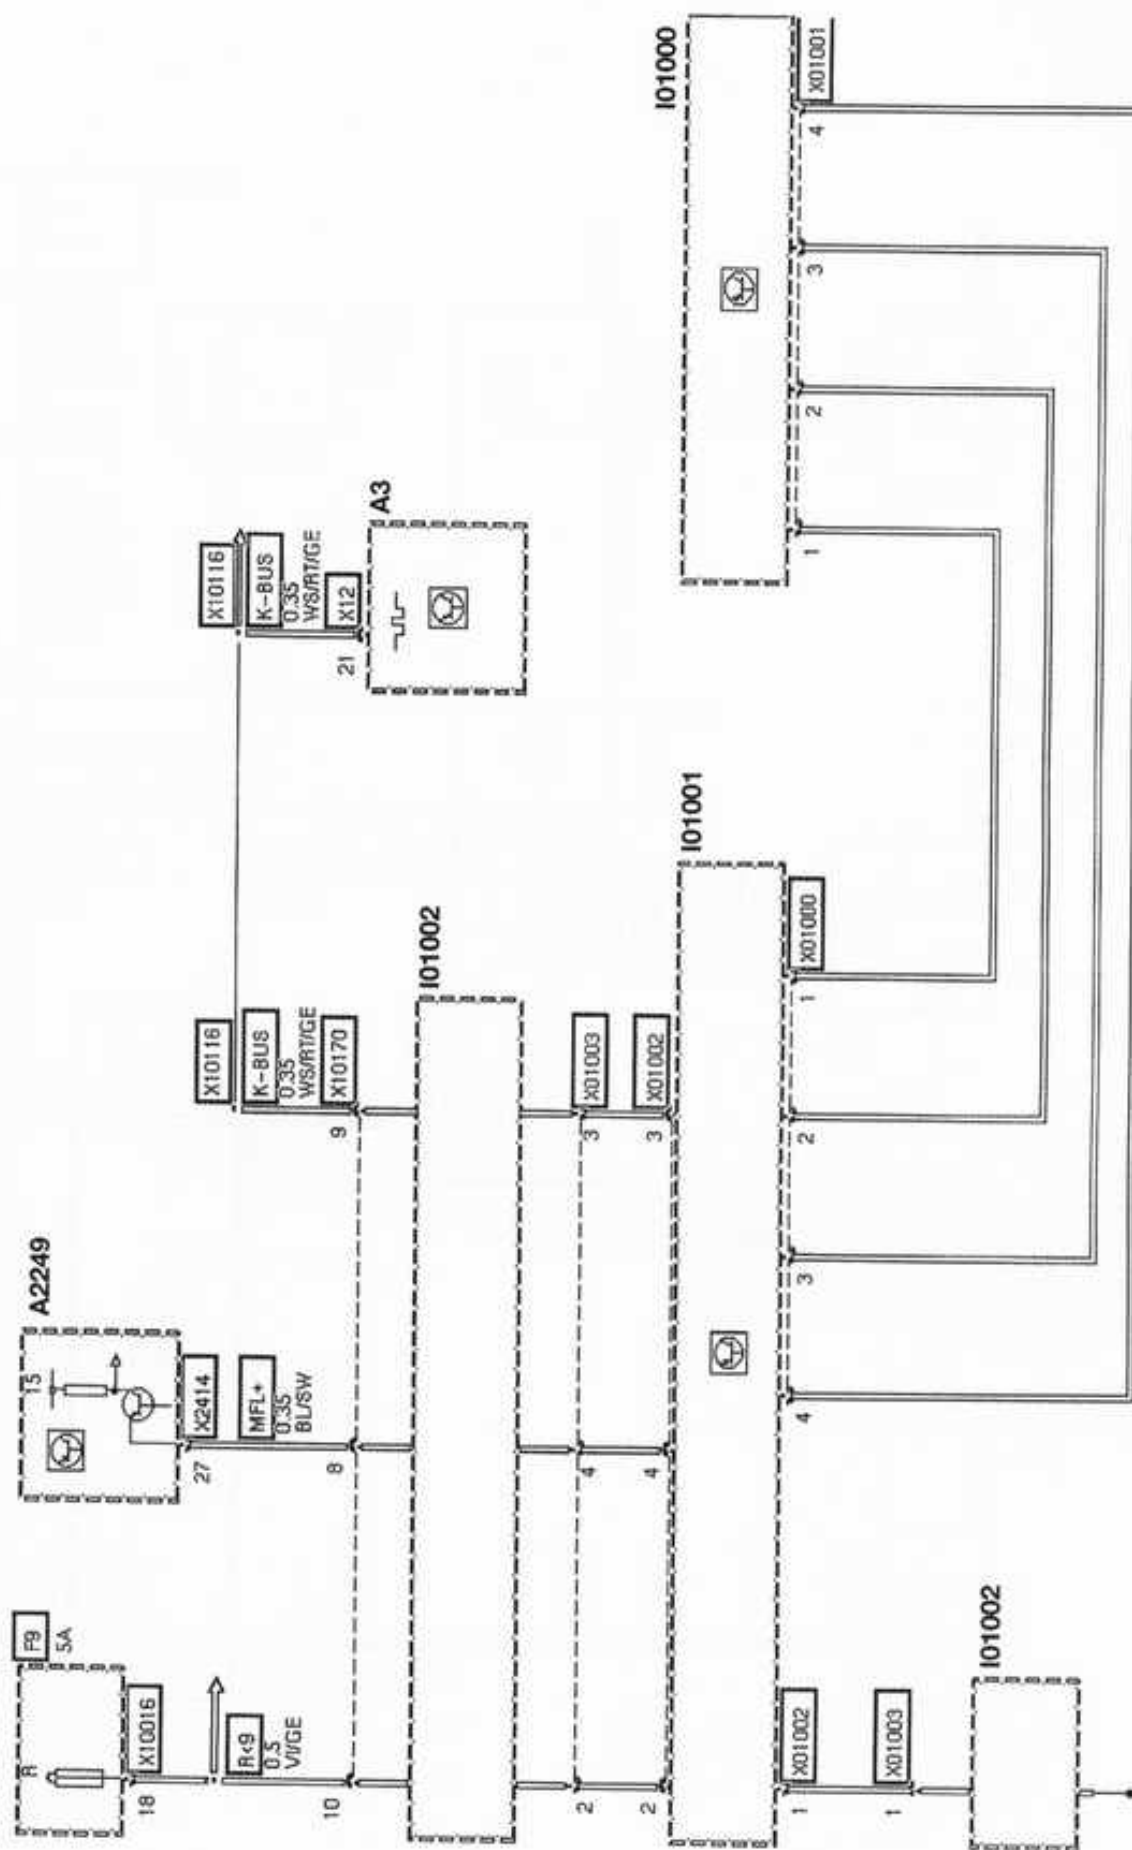 F9
5A
R
X10016
18
R<9
0.5
VI/GE
10
A2249
15
X2414
27
MFL+
0.35
BL/SW
8
X10116
K-BUS
0.35
WS/RT/GE
X10170
9
X10116
K-BUS
0.35
WS/RT/GE
X12
21
A3
I01002
2
4
3
X01003
2
4
3
X01002
I01001
I01000
X01002
1
X01003
1
I01002
4
3
2
1
X01000
1
2
3
4
X01001